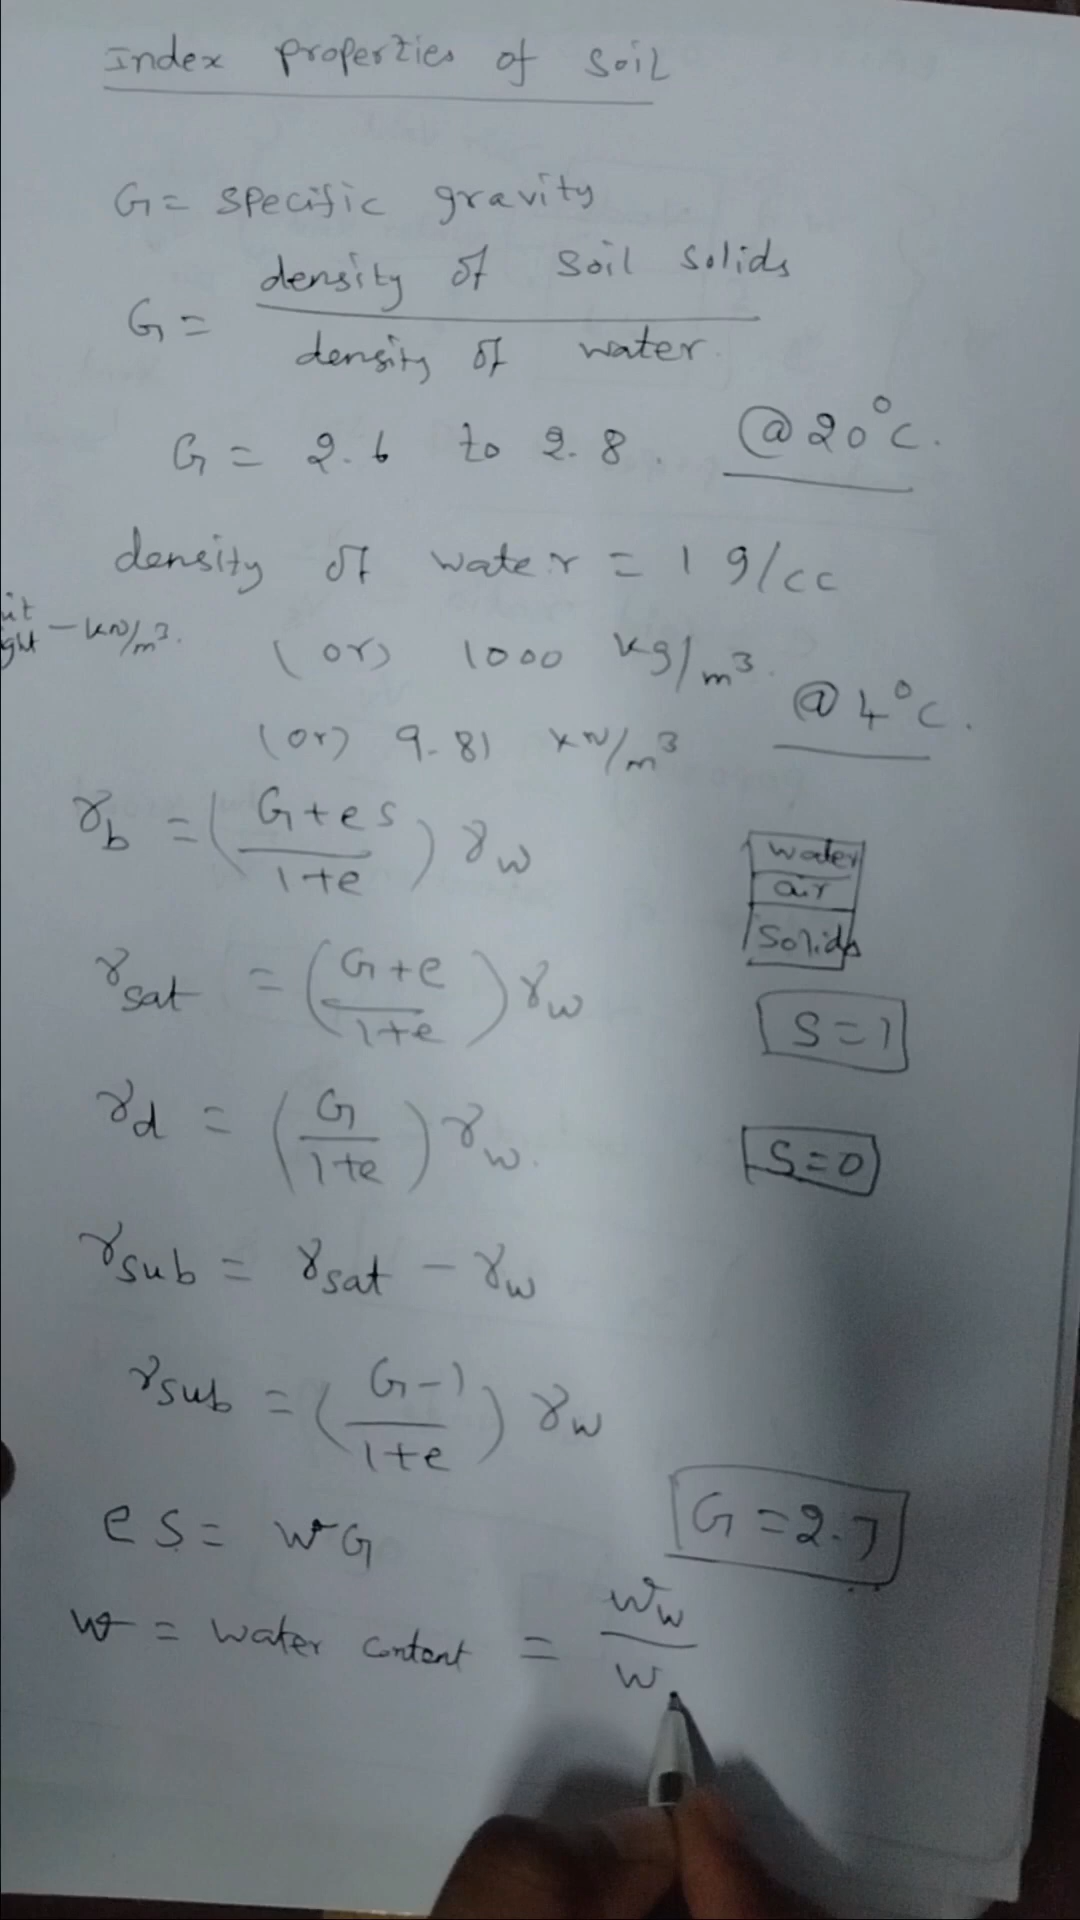 Index properties of soil
G = specific gravity
G = density of soil solids / density of water
G = 2.6 to 2.8. @ 20°C.
density of water = 1 g/cc
- kN/m³.
(or) 1000 kg/m³. @ 4°C.
(or) 9.81 kN/m³
γb = (G+es / 1+e) γw
water
air
solids
γsat = (G+e / 1+e) γw
S=1
γd = (G / 1+e) γw.
S=0
γsub = γsat - γw
γsub = (G-1 / 1+e) γw
G = 2.7
es = wG
w = water content = Ww / W